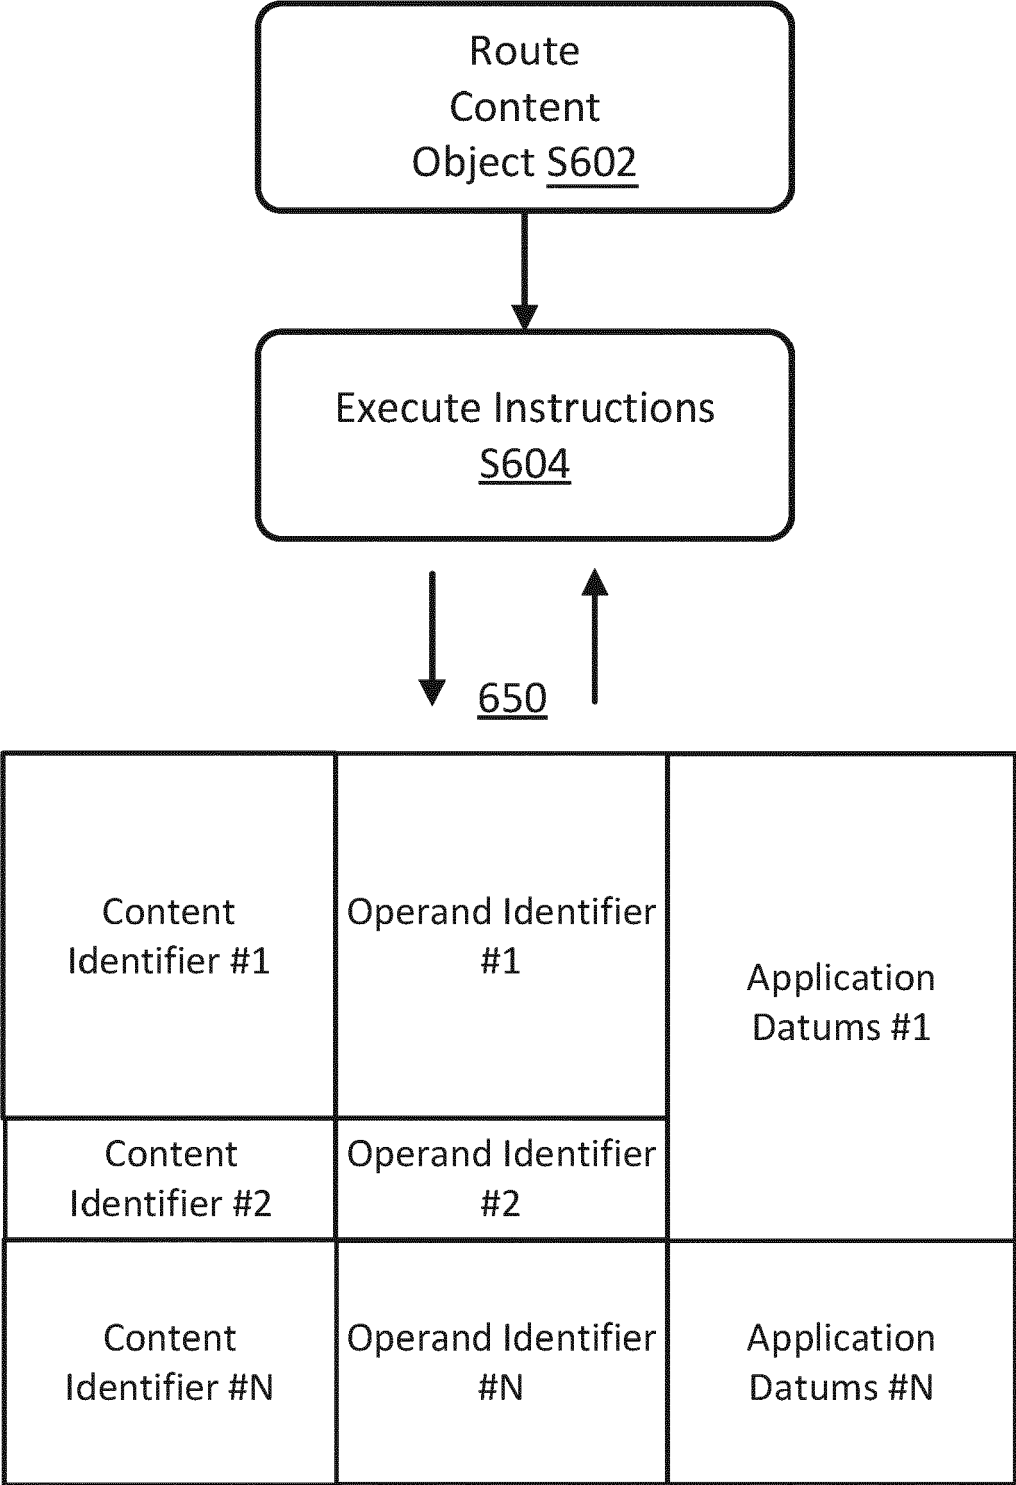 Route
Content
Object S602
Execute Instructions
S604
650
Content
Identifier #1
Operand Identifier
#1
Application
Datums #1
Content
Identifier #2
Operand Identifier
#2
Content
Identifier #N
Operand Identifier
#N
Application
Datums #N